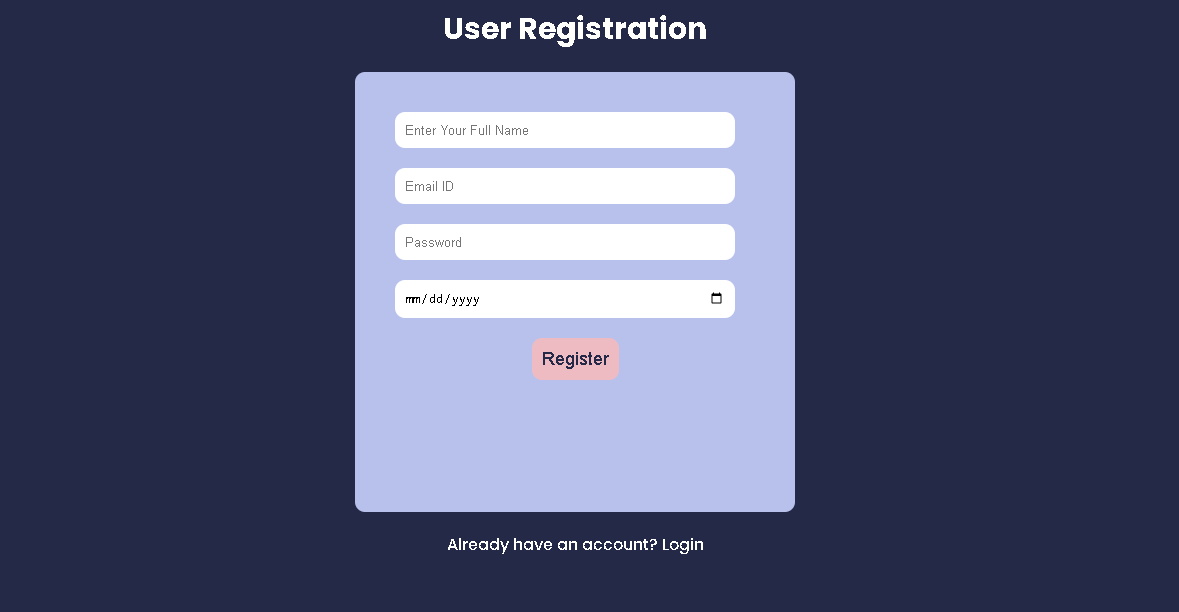 User Registration
Enter Your Full Name
Email ID
Password
mm/dd/yyyy
Register
Already have an account? Login